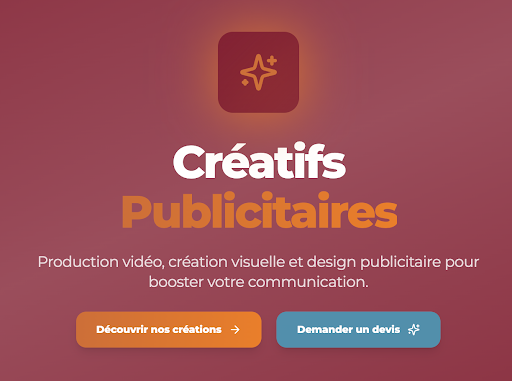 Créatifs
Publicitaires
Production vidéo, création visuelle et design publicitaire pour
booster votre communication.
Découvrir nos créations
Demander un devis